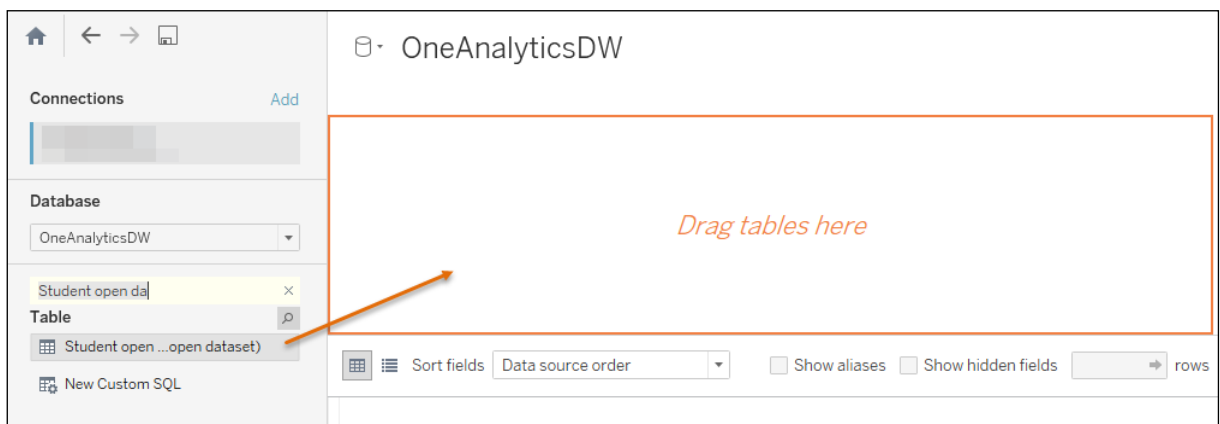 OneAnalyticsDW
Connections Add
Database
OneAnalyticsDW
Student open da
Table
Student open ...open dataset)
New Custom SQL
Drag tables here
Sort fields Data source order Show aliases Show hidden fields rows